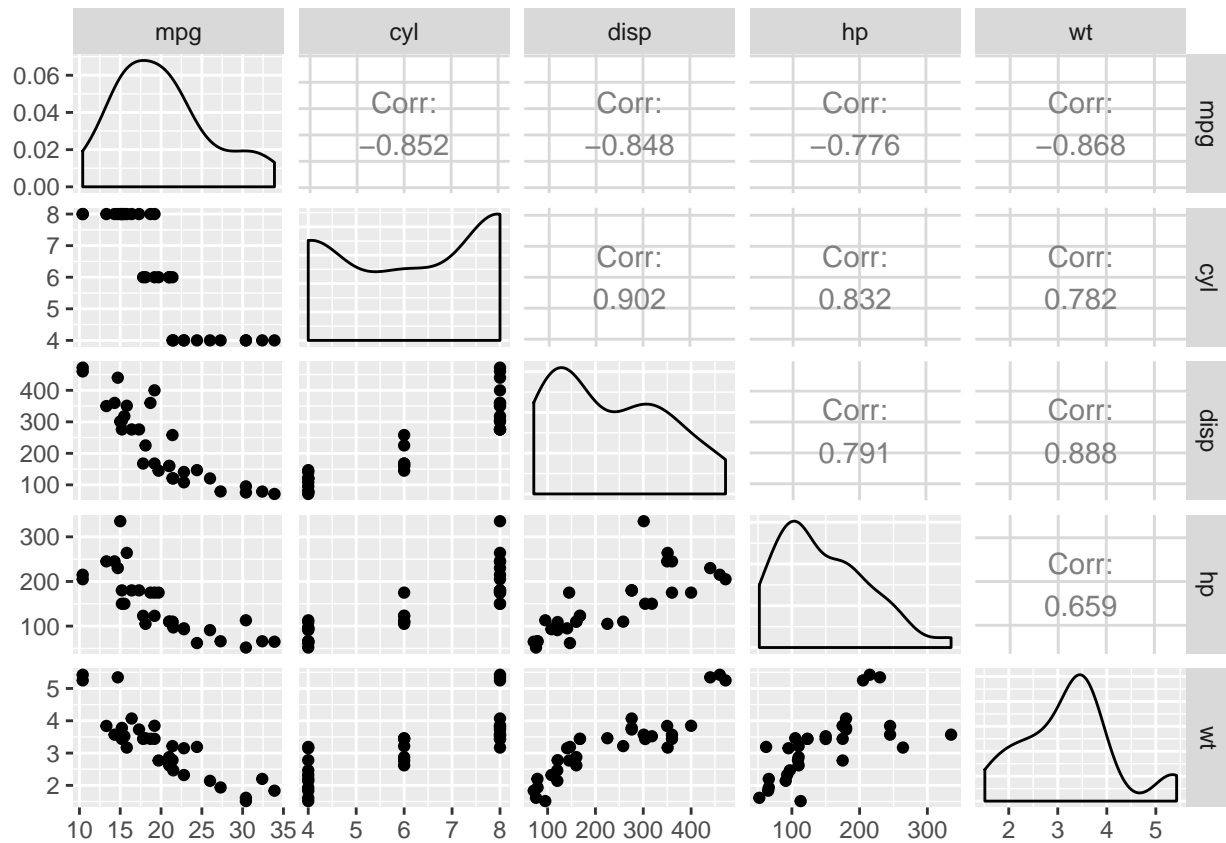 mpg cyl disp hp wt
0.06
0.04
0.02
0.00
Corr:
−0.852
Corr:
−0.848
Corr:
−0.776
Corr:
−0.868
mpg
8
7
6
5
4
Corr:
0.902
Corr:
0.832
Corr:
0.782
cyl
400
300
200
100
Corr:
0.791
Corr:
0.888
disp
300
200
100
Corr:
0.659
hp
5
4
3
2
wt
10 15 20 25 30 35 4 5 6 7 8 100 200 300 400 100 200 300 2 3 4 5